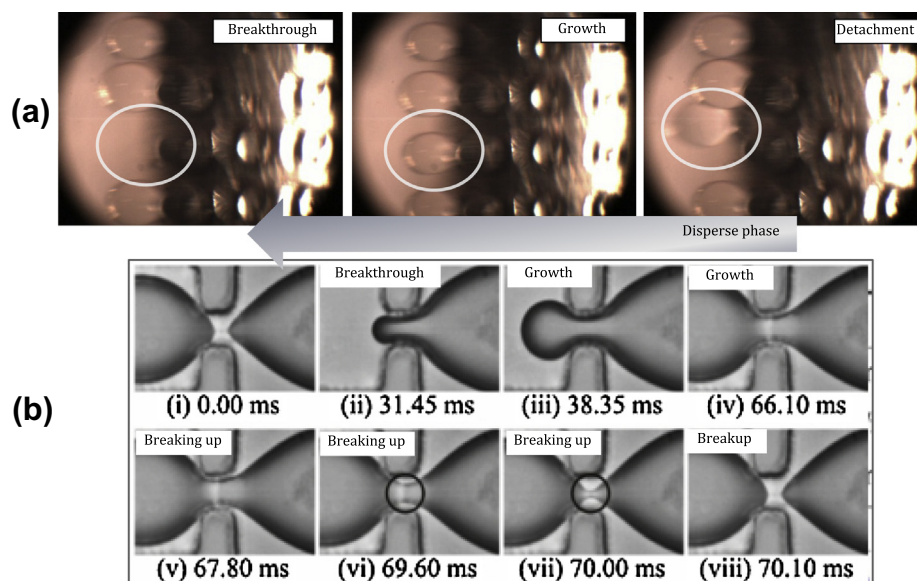 (a)
Breakthrough
Growth
Detachment
Disperse phase
(b)
Breakthrough
Growth
Growth
(i) 0.00 ms
(ii) 31.45 ms
(iii) 38.35 ms
(iv) 66.10 ms
Breaking up
Breaking up
Breaking up
Breakup
(v) 67.80 ms
(vi) 69.60 ms
(vii) 70.00 ms
(viii) 70.10 ms